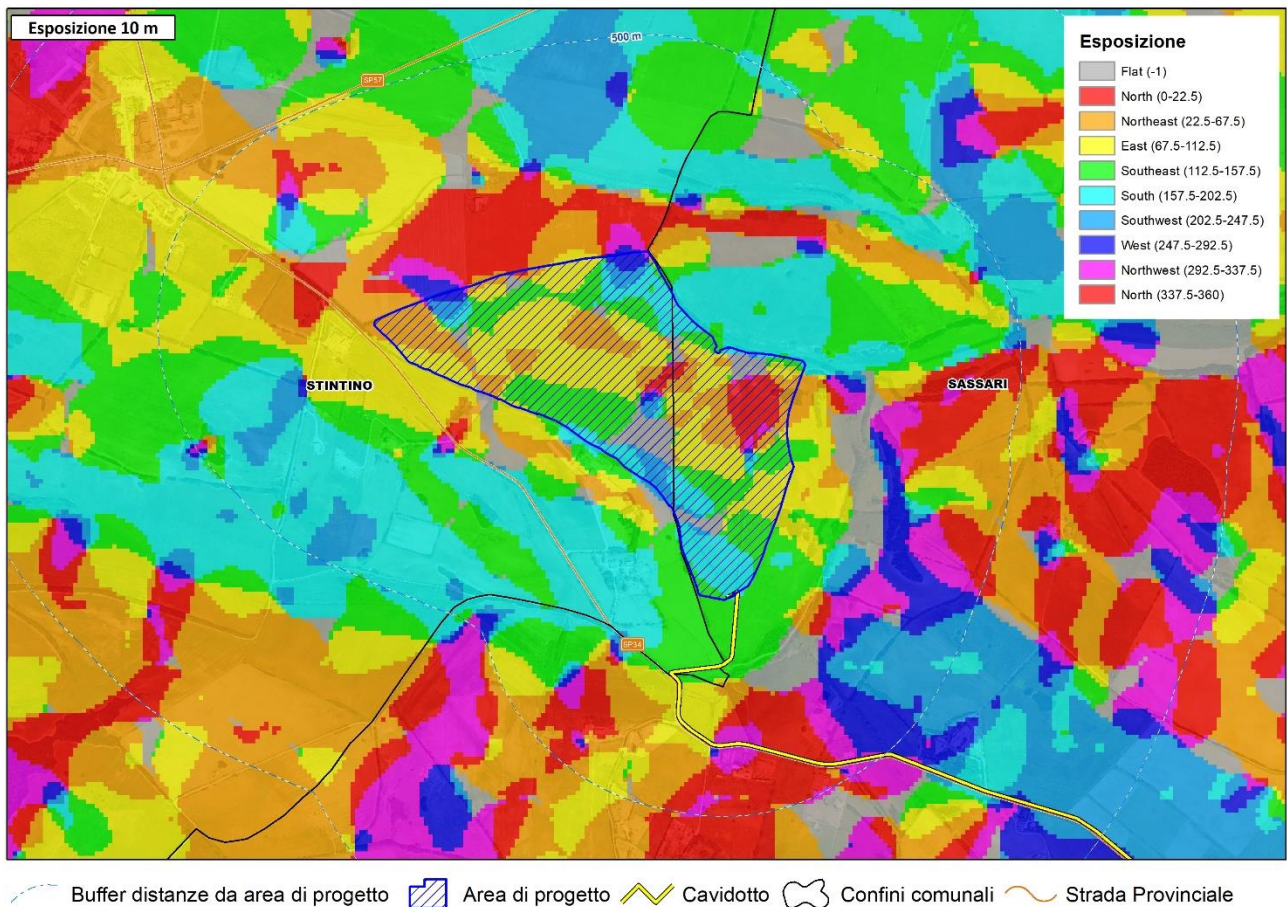 Esposizione 10 m
500 m
SP57
Esposizione
Flat (-1)
North (0-22.5)
Northeast (22.5-67.5)
East (67.5-112.5)
Southeast (112.5-157.5)
South (157.5-202.5)
Southwest (202.5-247.5)
West (247.5-292.5)
Northwest (292.5-337.5)
North (337.5-360)
STINTINO
SASSARI
SP34
Buffer distanze da area di progetto
Area di progetto
Cavidotto
Confini comunali
Strada Provinciale